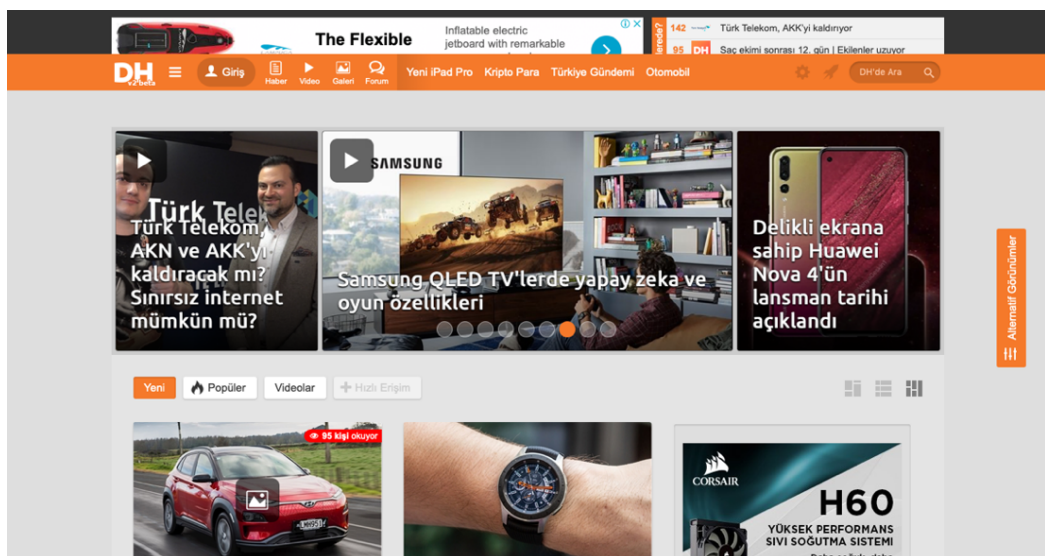 The Flexible
Inflatable electric
jetboard with remarkable
142
Türk Telekom, AKK'yi kaldırıyor
95 DH Saç ekimi sonrası 12. gün | Ekilenler uzuyor
DH
v2 beta
Giriş
Haber
Video
Galeri
Forum
Yeni iPad Pro
Kripto Para
Türkiye Gündemi
Otomobil
DH'de Ara
Türk Telekom,
AKN ve AKK'yı
kaldıracak mı?
Sınırsız internet
mümkün mü?
SAMSUNG
Samsung QLED TV'lerde yapay zeka ve
oyun özellikleri
Delikli ekrana
sahip Huawei
Nova 4'ün
lansman tarihi
açıklandı
Alternatif Görünümler
Yeni
Popüler
Videolar
Hızlı Erişim
95 kişi okuyor
CORSAIR
H60
YÜKSEK PERFORMANS
SIVI SOĞUTMA SİSTEMİ